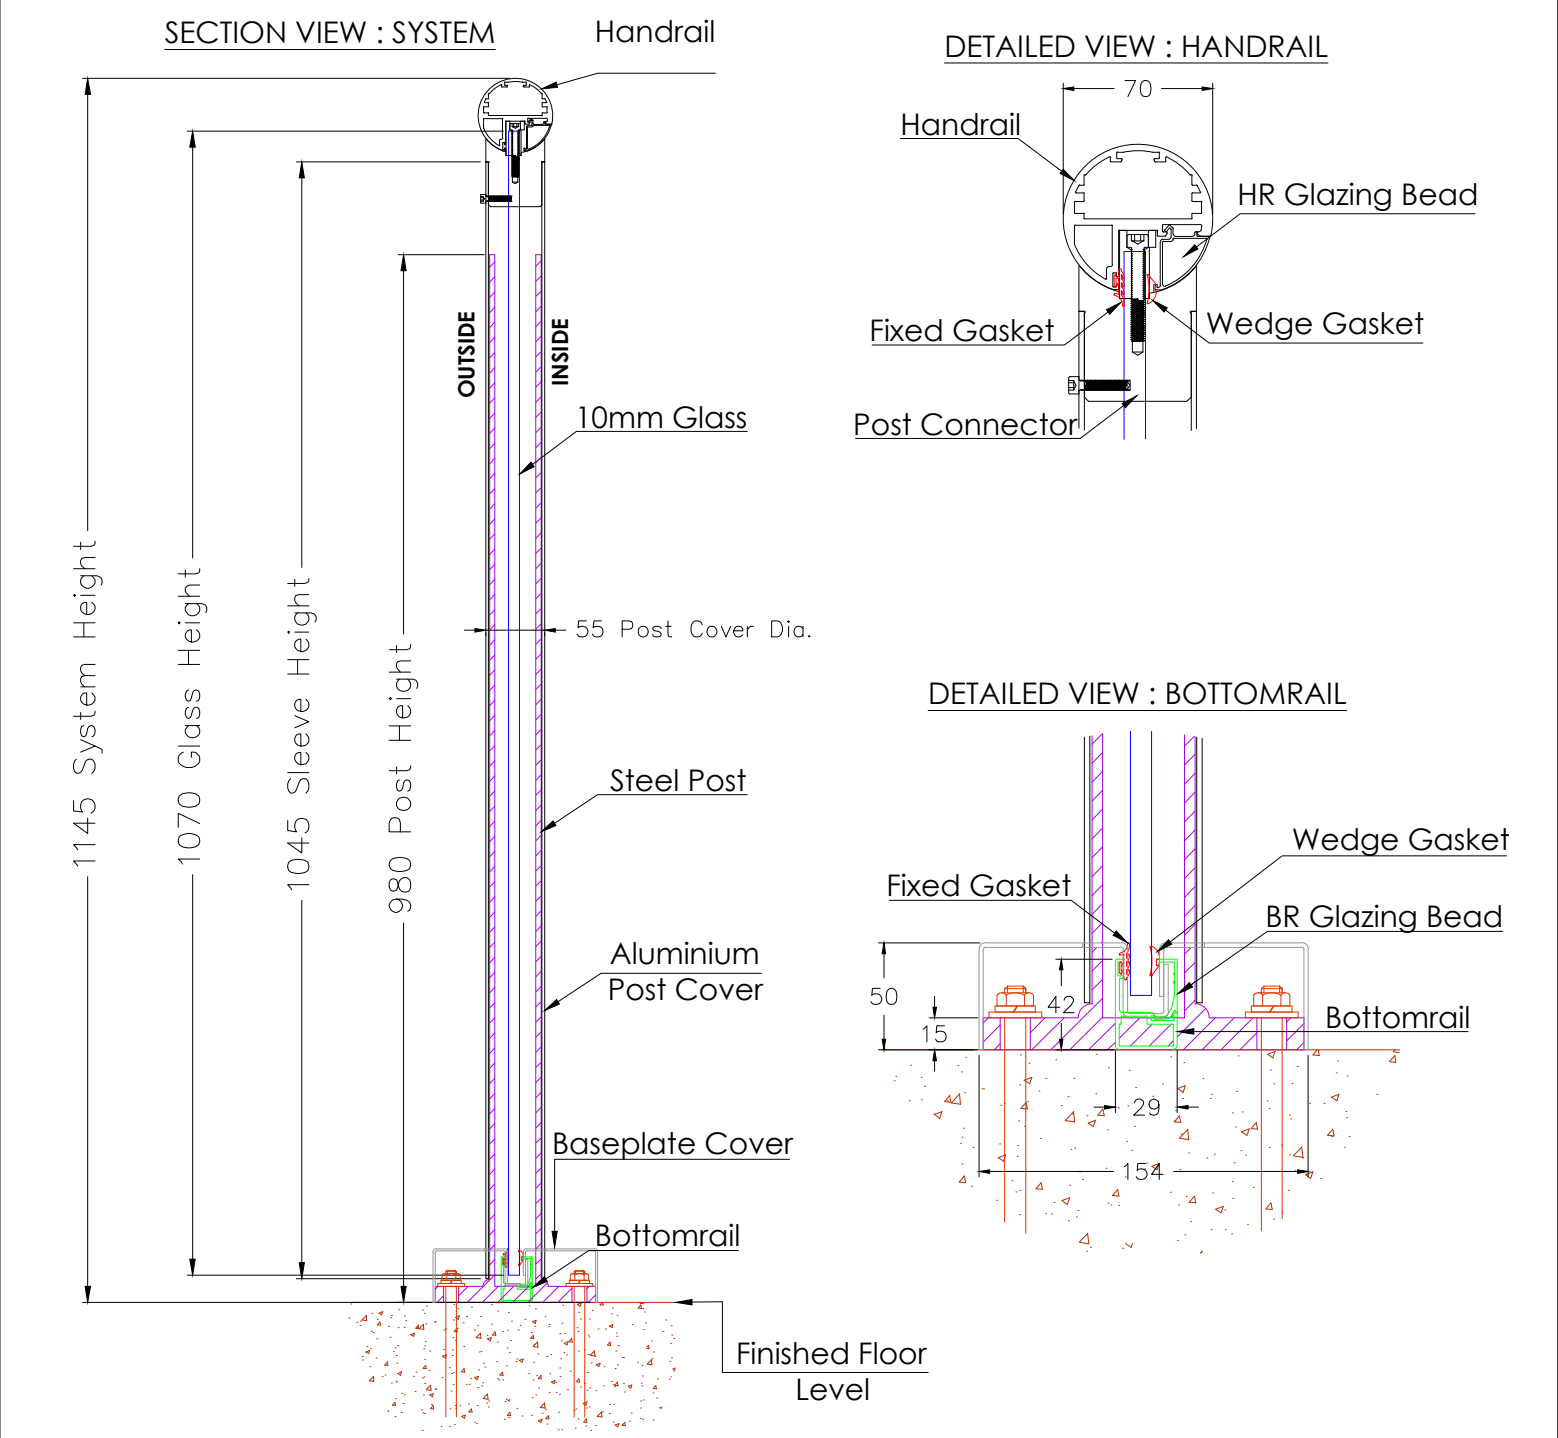 SECTION VIEW : SYSTEM
Handrail
1145 System Height
1070 Glass Height
1045 Sleeve Height
980 Post Height
OUTSIDE
INSIDE
10mm Glass
55 Post Cover Dia.
Steel Post
Aluminium
Post Cover
Baseplate Cover
Bottomrail
Finished Floor
Level
DETAILED VIEW : HANDRAIL
70
Handrail
HR Glazing Bead
Fixed Gasket
Wedge Gasket
Post Connector
DETAILED VIEW : BOTTOMRAIL
Wedge Gasket
Fixed Gasket
BR Glazing Bead
50
42
15
Bottomrail
29
154